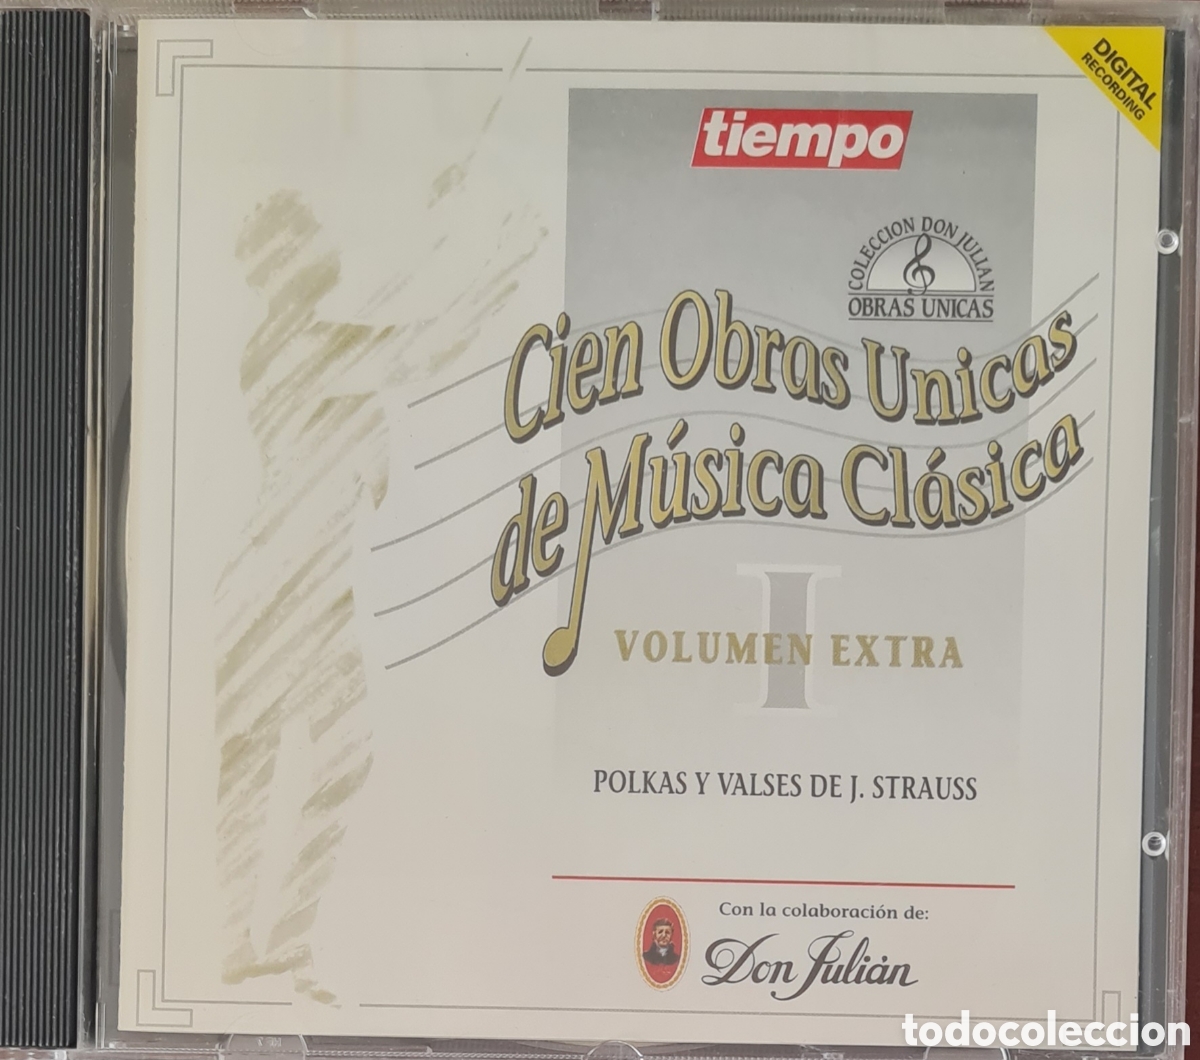 DIGITAL
RECORDING
tiempo
COLECCION DON JULIAN
OBRAS UNICAS
Cien Obras Unicas
de Música Clásica
I
VOLUMEN EXTRA
POLKAS Y VALSES DE J. STRAUSS
Con la colaboración de:
Don Julián
todocoleccion